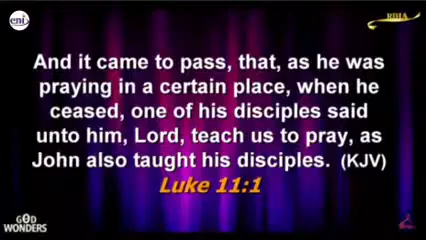 eni
RDJA
And it came to pass, that, as he was
praying in a certain place, when he
ceased, one of his disciples said
unto him, Lord, teach us to pray, as
John also taught his disciples. (KJV)
Luke 11:1
GOD
WONDERS